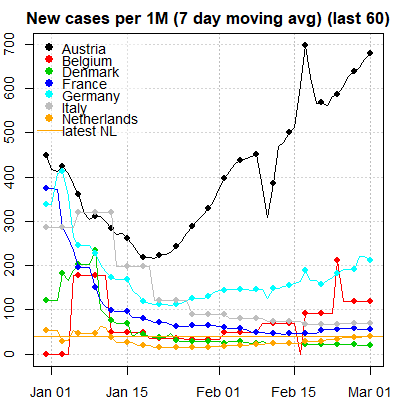 New cases per 1M (7 day moving avg) (last 60)
700
600
500
400
300
200
100
0
Austria
Belgium
Denmark
France
Germany
Italy
Netherlands
latest NL
Jan 01 Jan 15 Feb 01 Feb 15 Mar 01